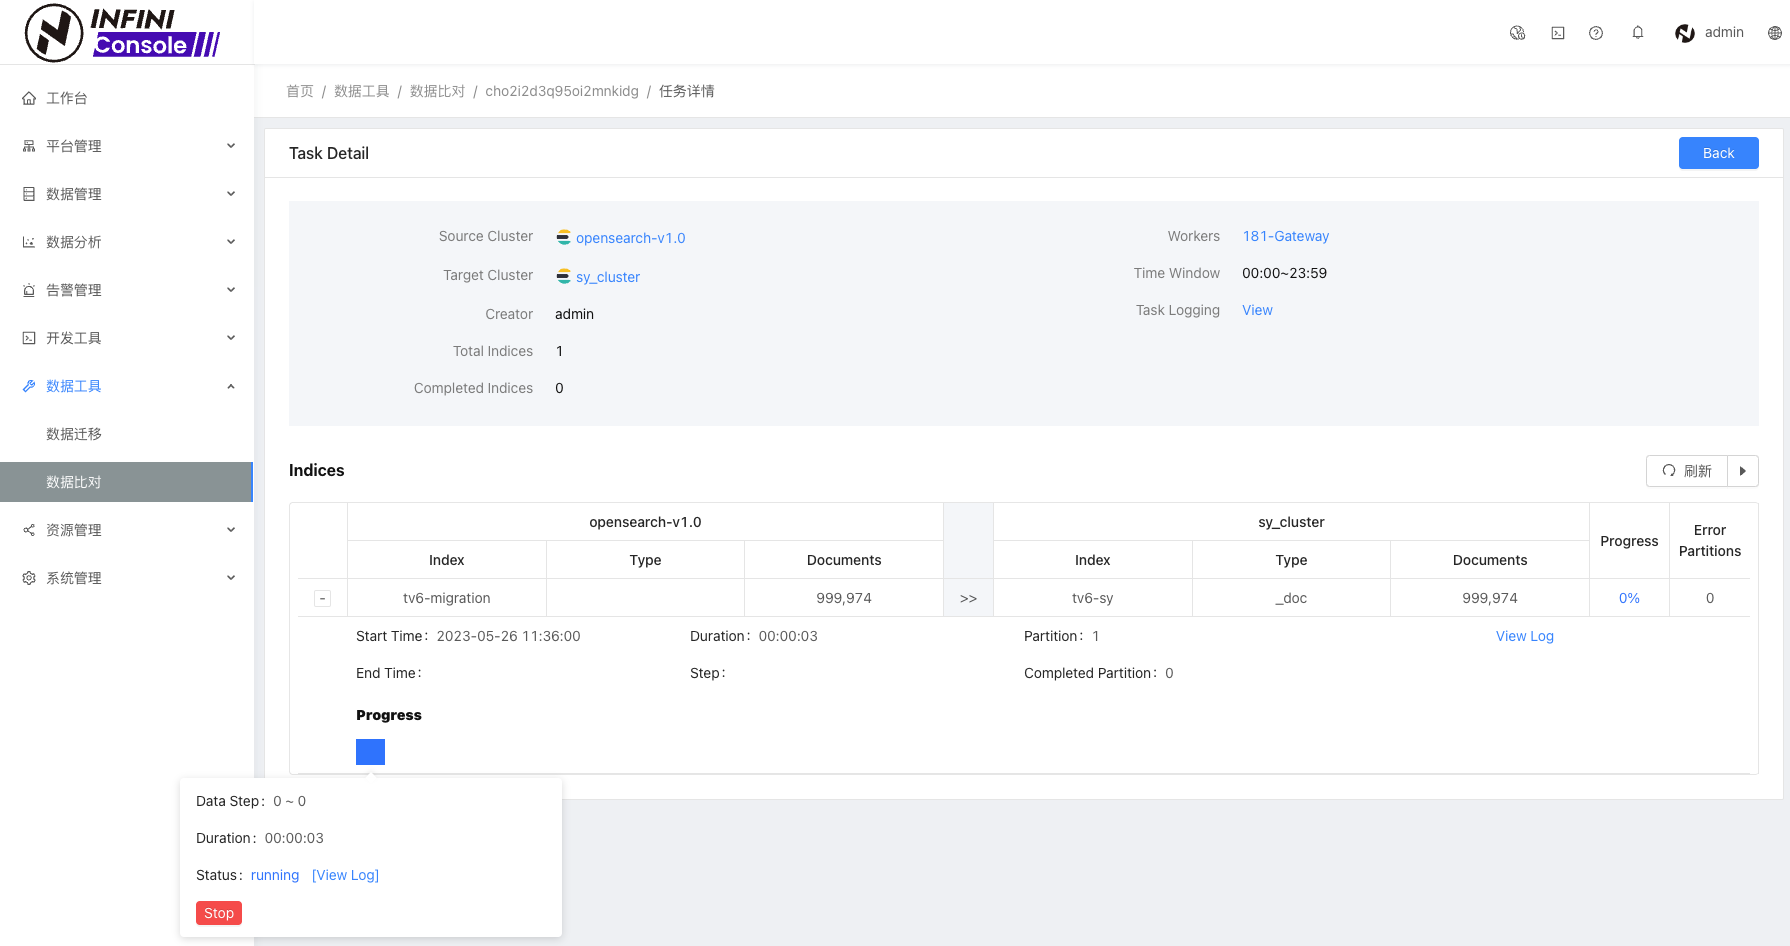 INFINI
Console
admin
工作台
平台管理
数据管理
数据分析
告警管理
开发工具
数据工具
数据迁移
数据比对
资源管理
系统管理
首页 / 数据工具 / 数据比对 / cho2i2d3q95oi2mnkidg / 任务详情
Task Detail
Back
Source Cluster opensearch-v1.0
Target Cluster sy_cluster
Creator admin
Total Indices 1
Completed Indices 0
Workers 181-Gateway
Time Window 00:00~23:59
Task Logging View
Indices
刷新
opensearch-v1.0 sy_cluster Progress Error Partitions
Index Type Documents Index Type Documents
- tv6-migration 999,974 >> tv6-sy _doc 999,974 0% 0
Start Time: 2023-05-26 11:36:00 Duration: 00:00:03 Partition: 1 View Log
End Time: Step: Completed Partition: 0
Progress
Data Step: 0 ~ 0
Duration: 00:00:03
Status: running [View Log]
Stop